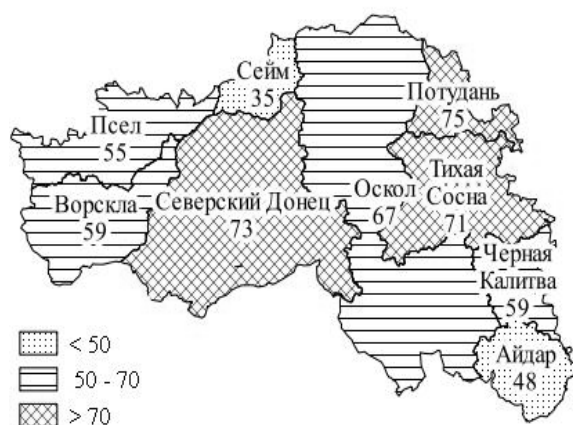 Сейм
35
Потудань
75
Псел
55
Тихая
Сосна
71
Ворскла
59
Северский Донец
73
Оскол
67
Черная
Калитва
59
Айдар
48
< 50
50 - 70
> 70